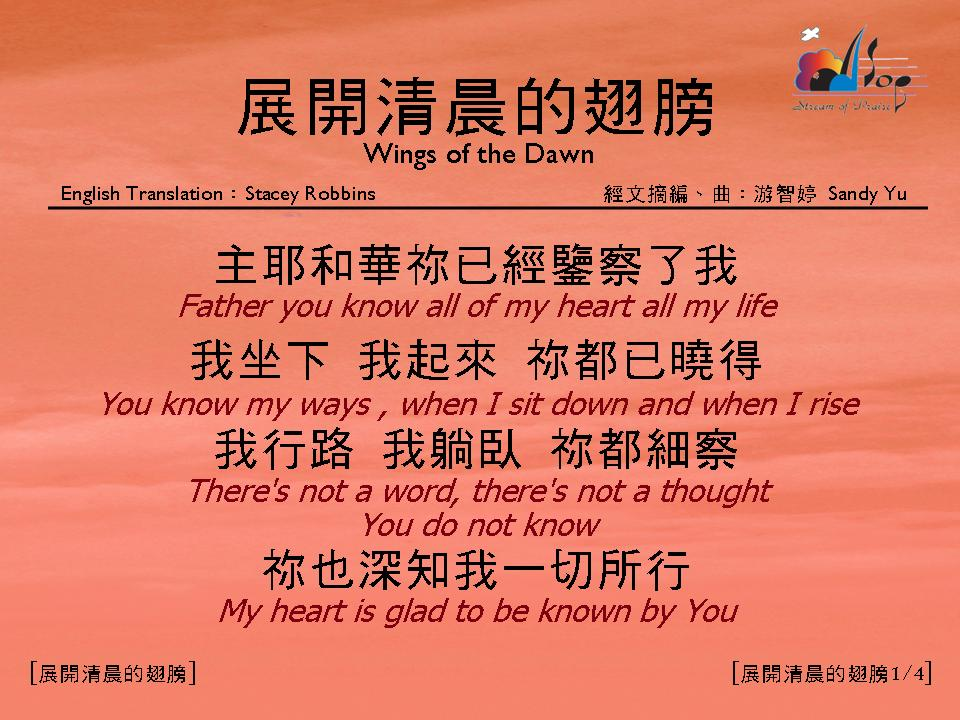 Stop
Stream of Praise
展開清晨的翅膀
Wings of the Dawn
English Translation：Stacey Robbins
經文摘編、曲：游智婷 Sandy Yu
主耶和華祢已經鑒察了我
Father you know all of my heart all my life
我坐下 我起來 祢都已曉得
You know my ways , when I sit down and when I rise
我行路 我躺臥 祢都細察
There's not a word, there's not a thought
You do not know
祢也深知我一切所行
My heart is glad to be known by You
[展開清晨的翅膀]
[展開清晨的翅膀1/4]